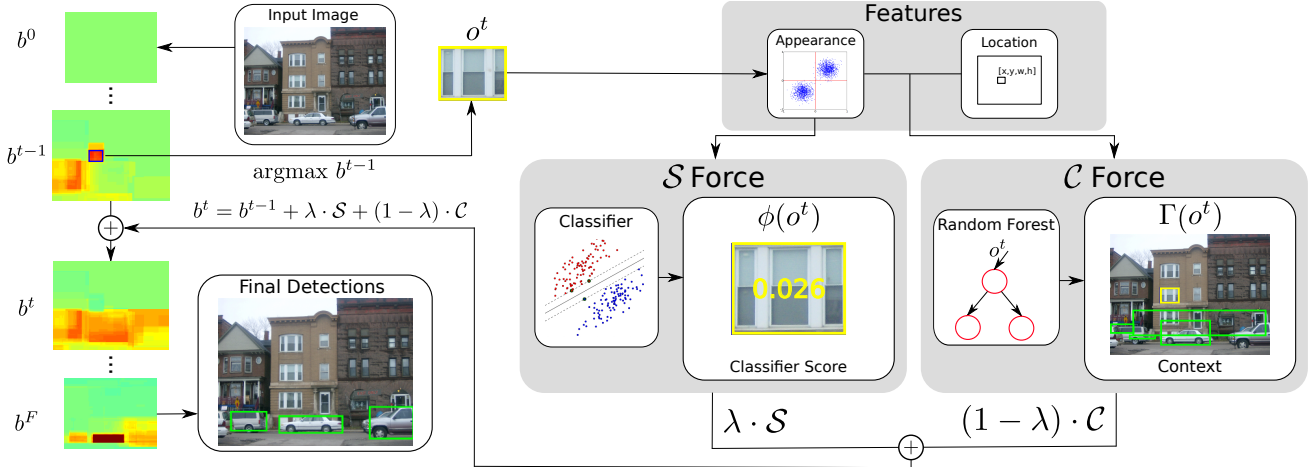 Input Image
b^0
b^{t-1}
argmax b^{t-1}
o^t
b^t = b^{t-1} + λ · S + (1 − λ) · C
+
b^t
b^F
Final Detections
Features
Appearance
Location
[x,y,w,h]
S Force
Classifier
ϕ(o^t)
0.026
Classifier Score
C Force
Random Forest
o^t
Γ(o^t)
Context
λ · S
(1 − λ) · C
+